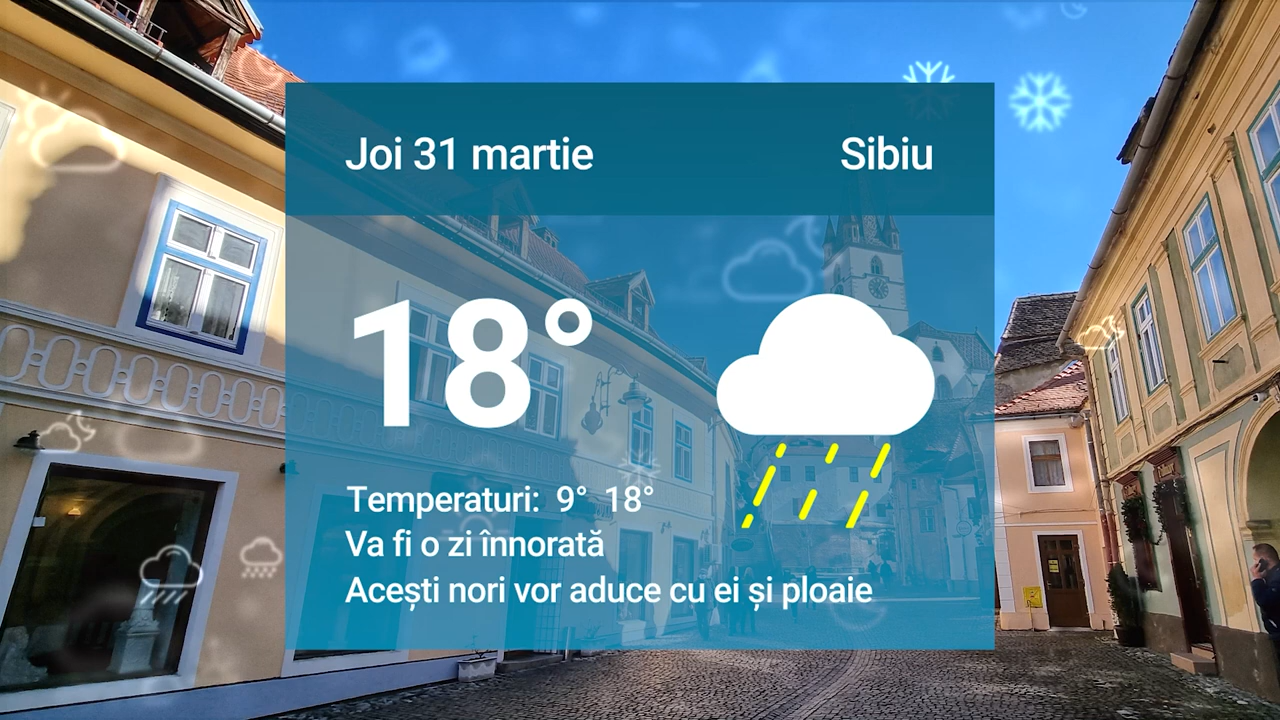 Joi 31 martie Sibiu
18°
Temperaturi: 9° 18°
Va fi o zi înnorată
Acești nori vor aduce cu ei și ploaie